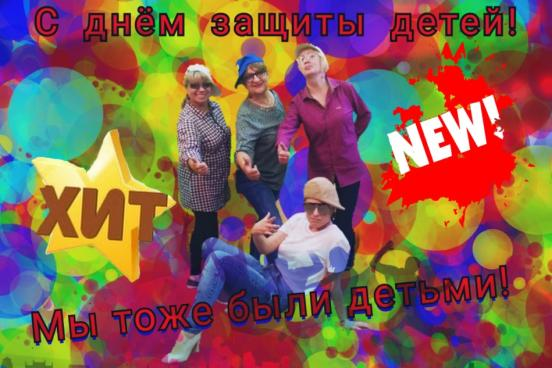 С днём защиты детей!
NEW!
ХИТ
Мы тоже были детьми!